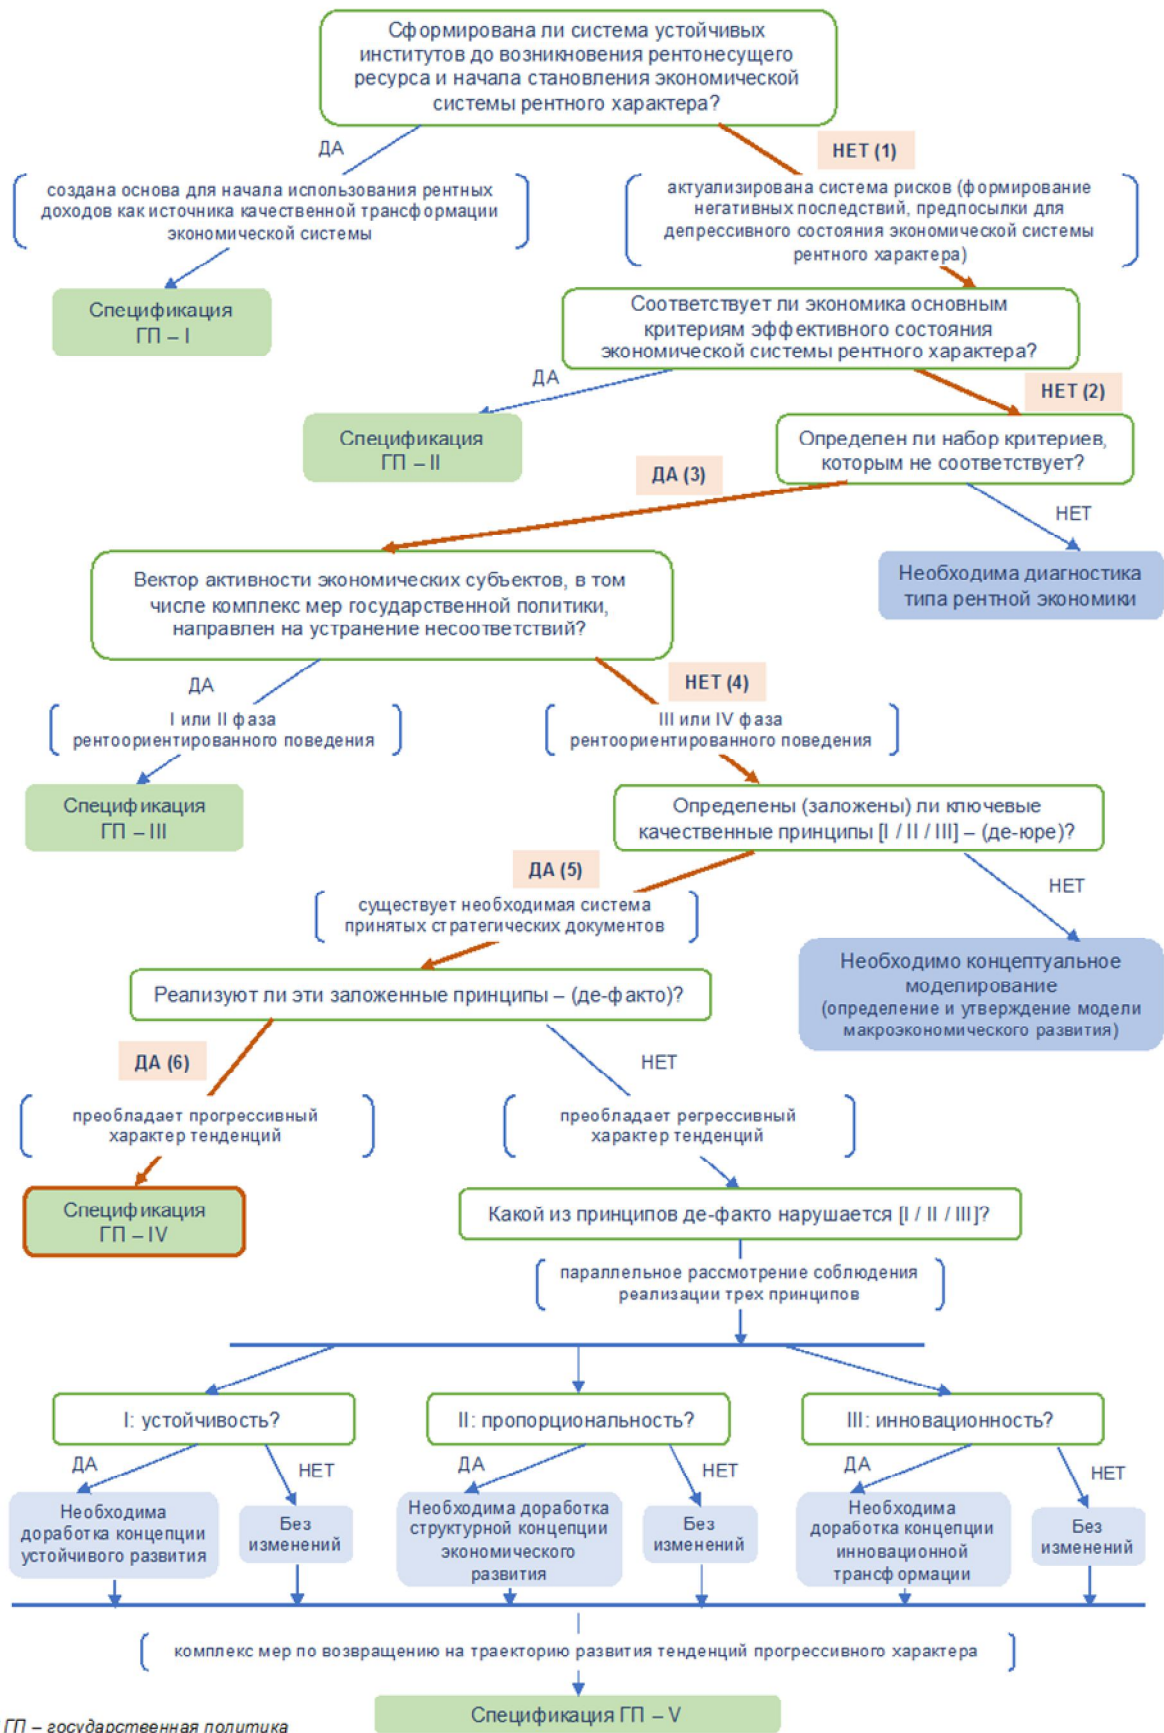 Сформирована ли система устойчивых
институтов до возникновения рентонесущего
ресурса и начала становления экономической
системы рентного характера?
ДА
НЕТ (1)
создана основа для начала использования рентных
доходов как источника качественной трансформации
экономической системы
актуализирована система рисков (формирование
негативных последствий, предпосылки для
депрессивного состояния экономической системы
рентного характера)
Спецификация
ГП – I
Соответствует ли экономика основным
критериям эффективного состояния
экономической системы рентного характера?
ДА
НЕТ (2)
Спецификация
ГП – II
Определен ли набор критериев,
которым не соответствует?
ДА (3)
НЕТ
Вектор активности экономических субъектов, в том
числе комплекс мер государственной политики,
направлен на устранение несоответствий?
Необходима диагностика
типа рентной экономики
ДА
НЕТ (4)
I или II фаза
рентоориентированного поведения
III или IV фаза
рентоориентированного поведения
Спецификация
ГП – III
Определены (заложены) ли ключевые
качественные принципы [I / II / III] – (де-юре)?
ДА (5)
НЕТ
существует необходимая система
принятых стратегических документов
Необходимо концептуальное
моделирование
(определение и утверждение модели
макроэкономического развития)
Реализуют ли эти заложенные принципы – (де-факто)?
ДА (6)
НЕТ
преобладает прогрессивный
характер тенденций
преобладает регрессивный
характер тенденций
Спецификация
ГП – IV
Какой из принципов де-факто нарушается [I / II / III]?
параллельное рассмотрение соблюдения
реализации трех принципов
I: устойчивость?
II: пропорциональность?
III: инновационность?
ДА
НЕТ
ДА
НЕТ
ДА
НЕТ
Необходима
доработка концепции
устойчивого развития
Без
изменений
Необходима доработка
структурной концепции
экономического
развития
Без
изменений
Необходима
доработка концепции
инновационной
трансформации
Без
изменений
комплекс мер по возвращению на траекторию развития тенденций прогрессивного характера
Спецификация ГП – V
ГП – государственная политика